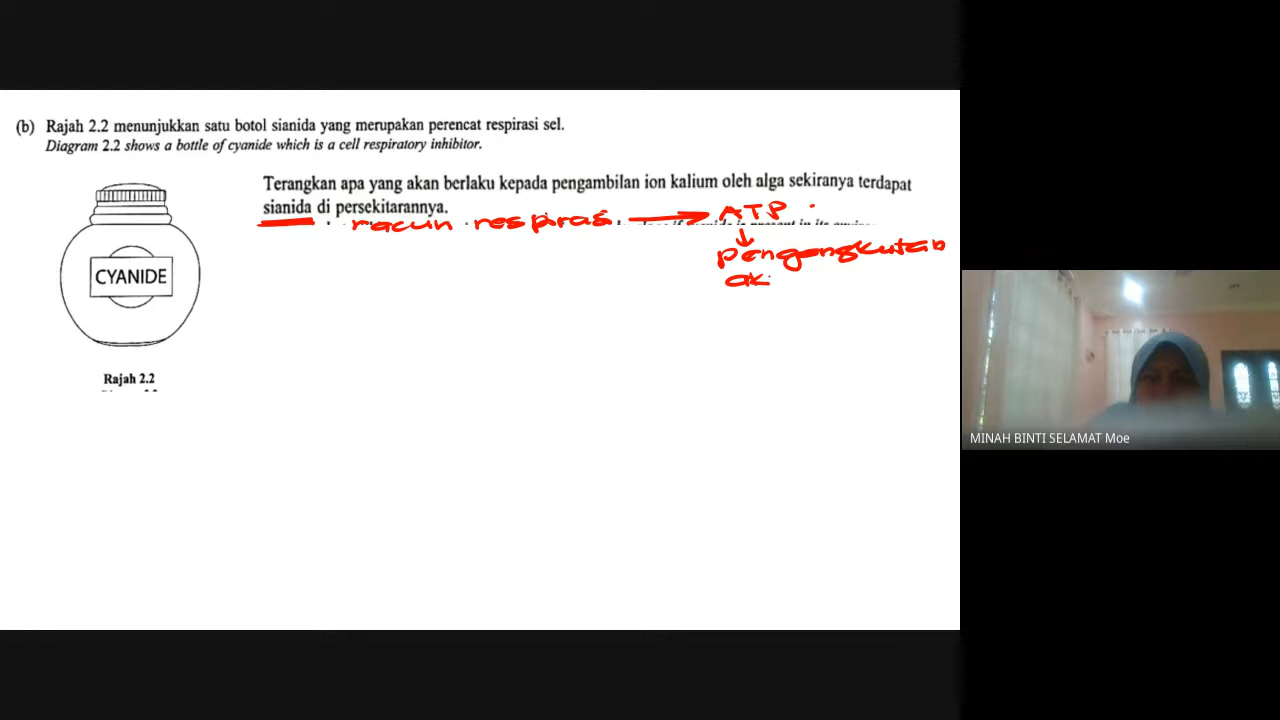 (b) Rajah 2.2 menunjukkan satu botol sianida yang merupakan perencat respirasi sel.
Diagram 2.2 shows a bottle of cyanide which is a cell respiratory inhibitor.
Terangkan apa yang akan berlaku kepada pengambilan ion kalium oleh alga sekiranya terdapat
sianida di persekitarannya.
racun respirasi → ATP
↓
pengangkutab
ak
CYANIDE
Rajah 2.2
MINAH BINTI SELAMAT Moe